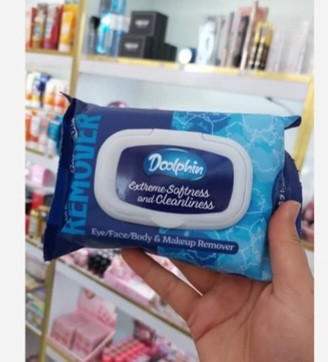 REMOVER
Doolphin
Extreme Softness
and Cleanliness
Eye/Face/Body & Makeup Remover